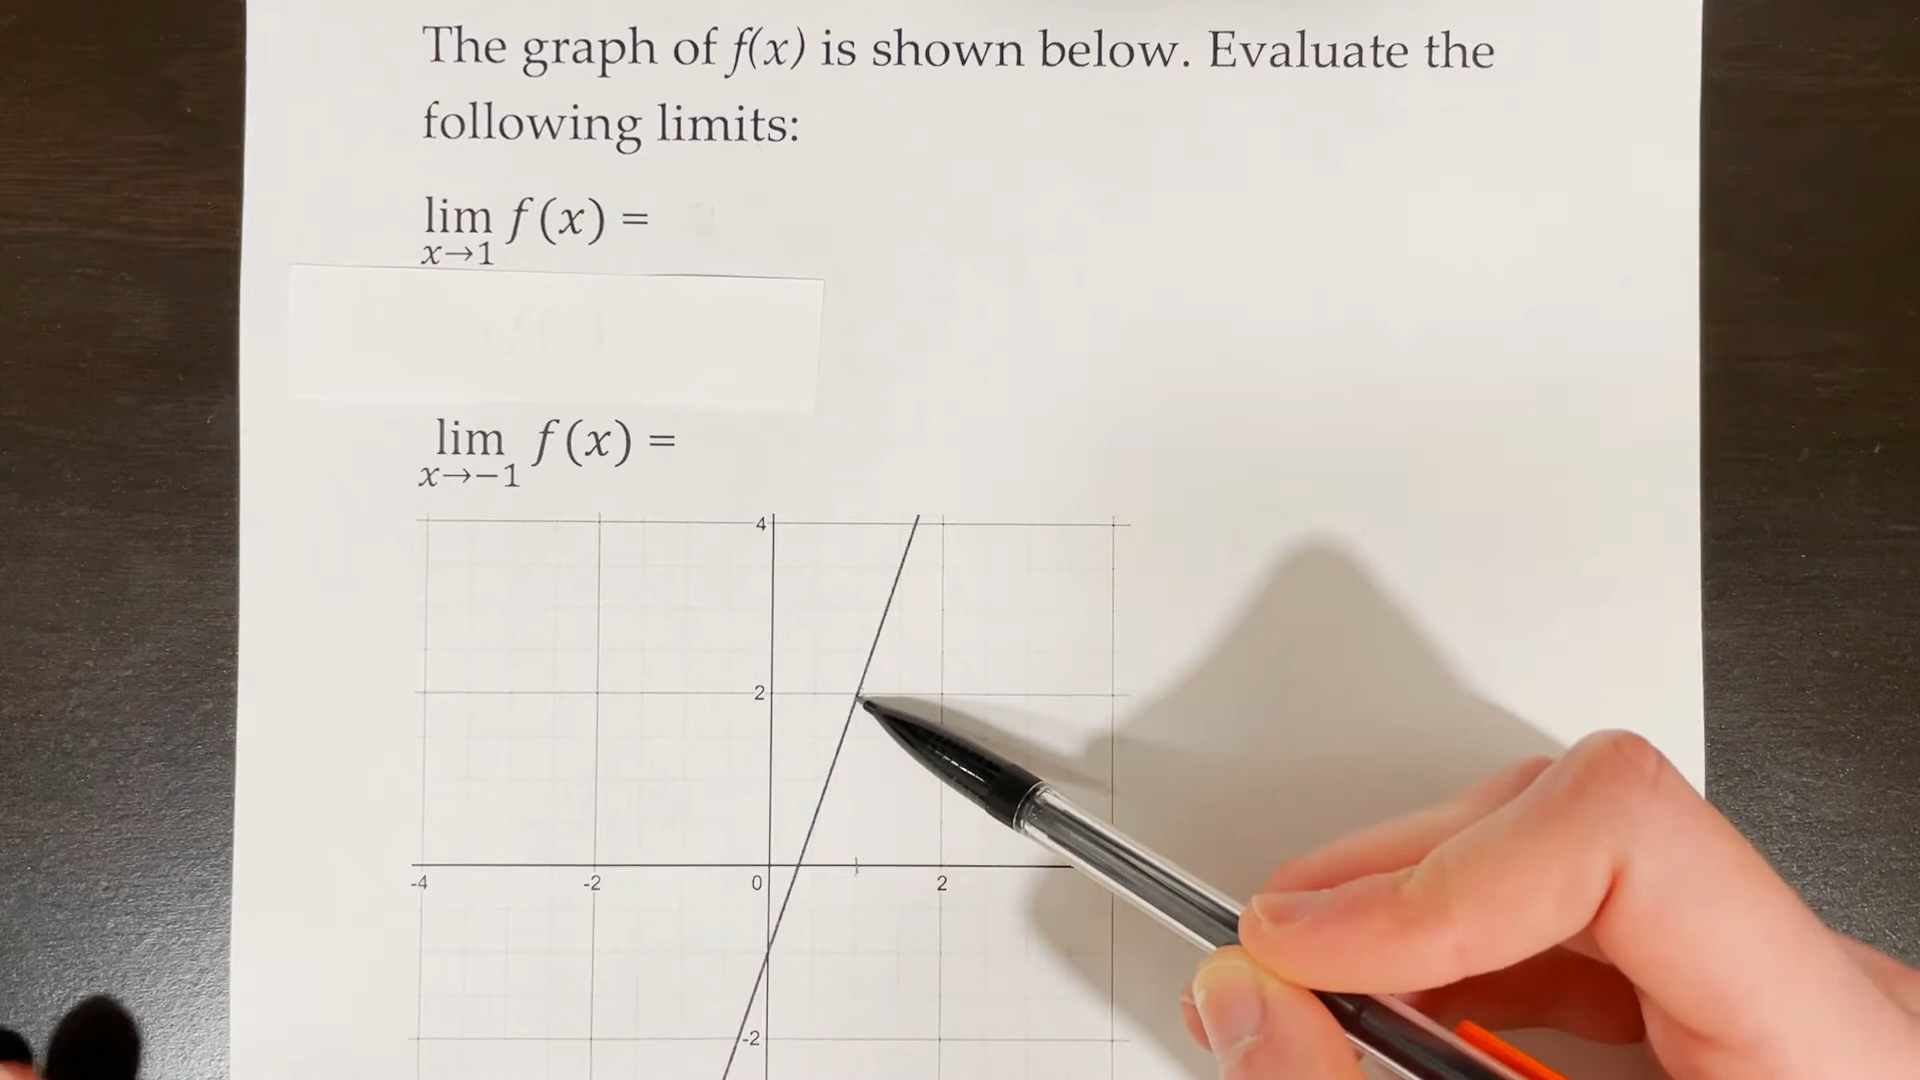 The graph of f(x) is shown below. Evaluate the
following limits:
lim f(x) =
x→1
lim f(x) =
x→−1
4
2
-4 -2 0 2
-2